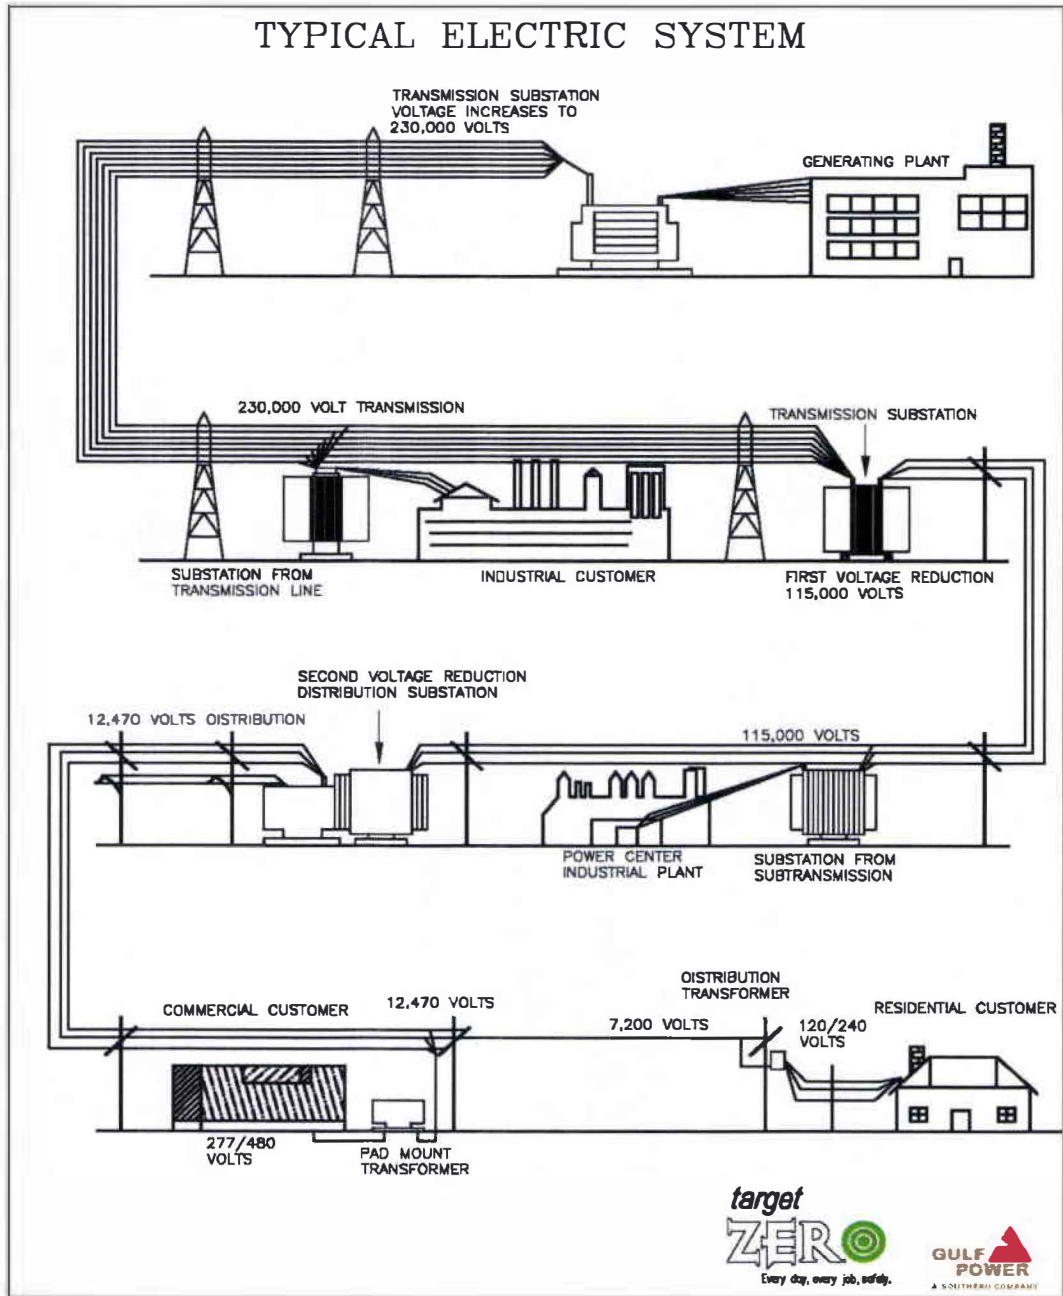 TYPICAL ELECTRIC SYSTEM
TRANSMISSION SUBSTATION
VOLTAGE INCREASES TO
230,000 VOLTS
GENERATING PLANT
230,000 VOLT TRANSMISSION
TRANSMISSION SUBSTATION
SUBSTATION FROM
TRANSMISSION LINE
INDUSTRIAL CUSTOMER
FIRST VOLTAGE REDUCTION
115,000 VOLTS
SECOND VOLTAGE REDUCTION
DISTRIBUTION SUBSTATION
12,470 VOLTS DISTRIBUTION
115,000 VOLTS
POWER CENTER
INDUSTRIAL PLANT
SUBSTATION FROM
SUBTRANSMISSION
COMMERCIAL CUSTOMER
12,470 VOLTS
DISTRIBUTION
TRANSFORMER
7,200 VOLTS
120/240
VOLTS
RESIDENTIAL CUSTOMER
277/480
VOLTS
PAD MOUNT
TRANSFORMER
target
ZERO
Every day, every job, safely.
GULF
POWER
A SOUTHERN COMPANY